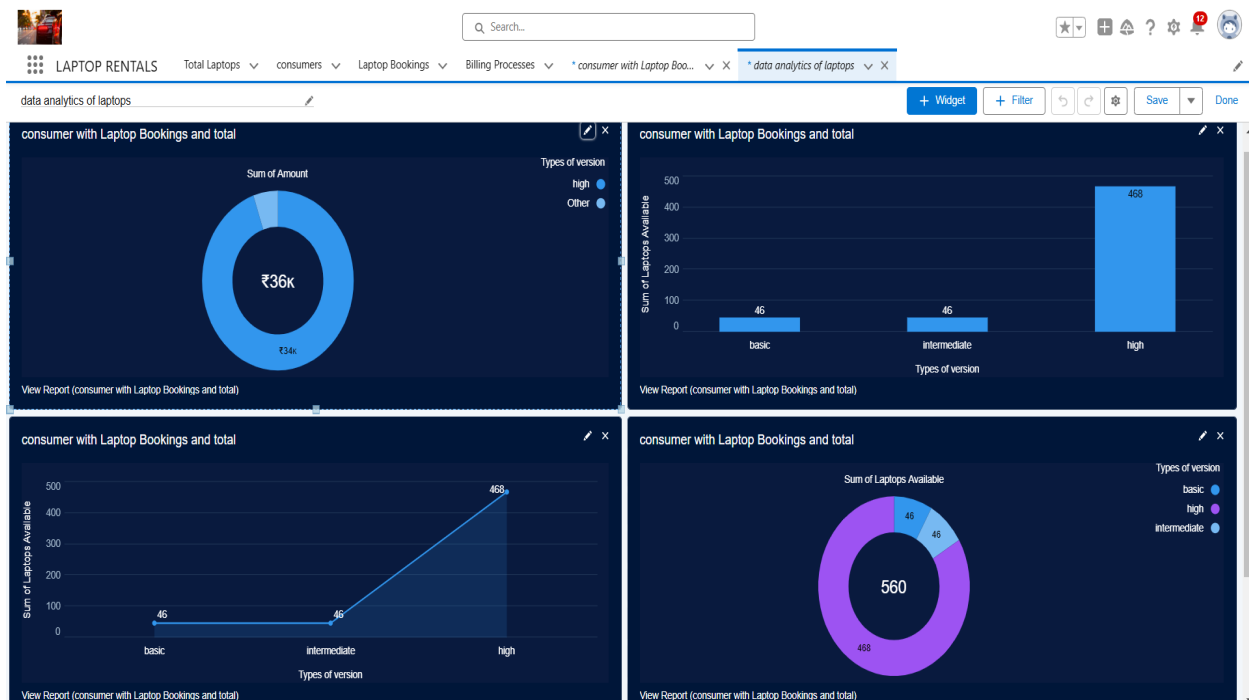 Search...
12
LAPTOP RENTALS
Total Laptops
consumers
Laptop Bookings
Billing Processes
* consumer with Laptop Boo...
* data analytics of laptops
data analytics of laptops
+ Widget
+ Filter
Save
Done
consumer with Laptop Bookings and total
Sum of Amount
Types of version
high
Other
₹36K
₹34K
View Report (consumer with Laptop Bookings and total)
consumer with Laptop Bookings and total
Sum of Laptops Available
500
400
300
200
100
0
46
46
468
basic
intermediate
high
Types of version
View Report (consumer with Laptop Bookings and total)
consumer with Laptop Bookings and total
Sum of Laptops Available
500
400
300
200
100
0
46
46
468
basic
intermediate
high
Types of version
View Report (consumer with Laptop Bookings and total)
consumer with Laptop Bookings and total
Sum of Laptops Available
Types of version
basic
high
intermediate
46
46
560
468
View Report (consumer with Laptop Bookings and total)